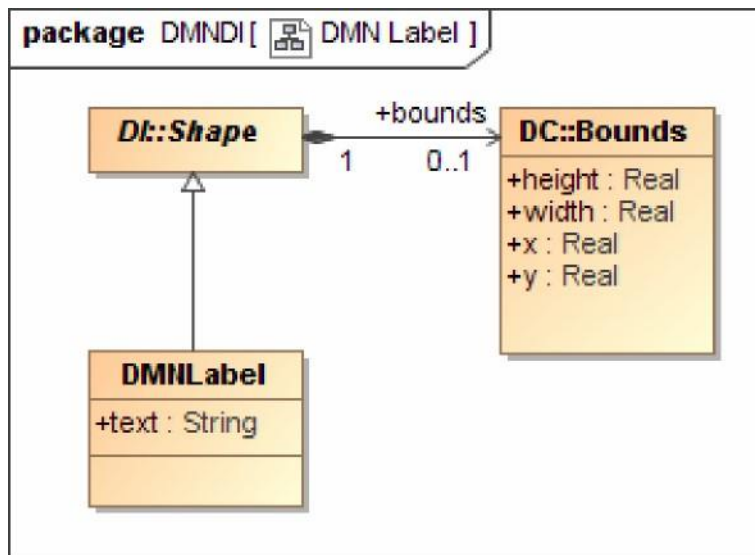 package DMNDI[ DMN Label ]
DI::Shape
+bounds
1
0..1
DC::Bounds
+height : Real
+width : Real
+x : Real
+y : Real
DMNLabel
+text : String